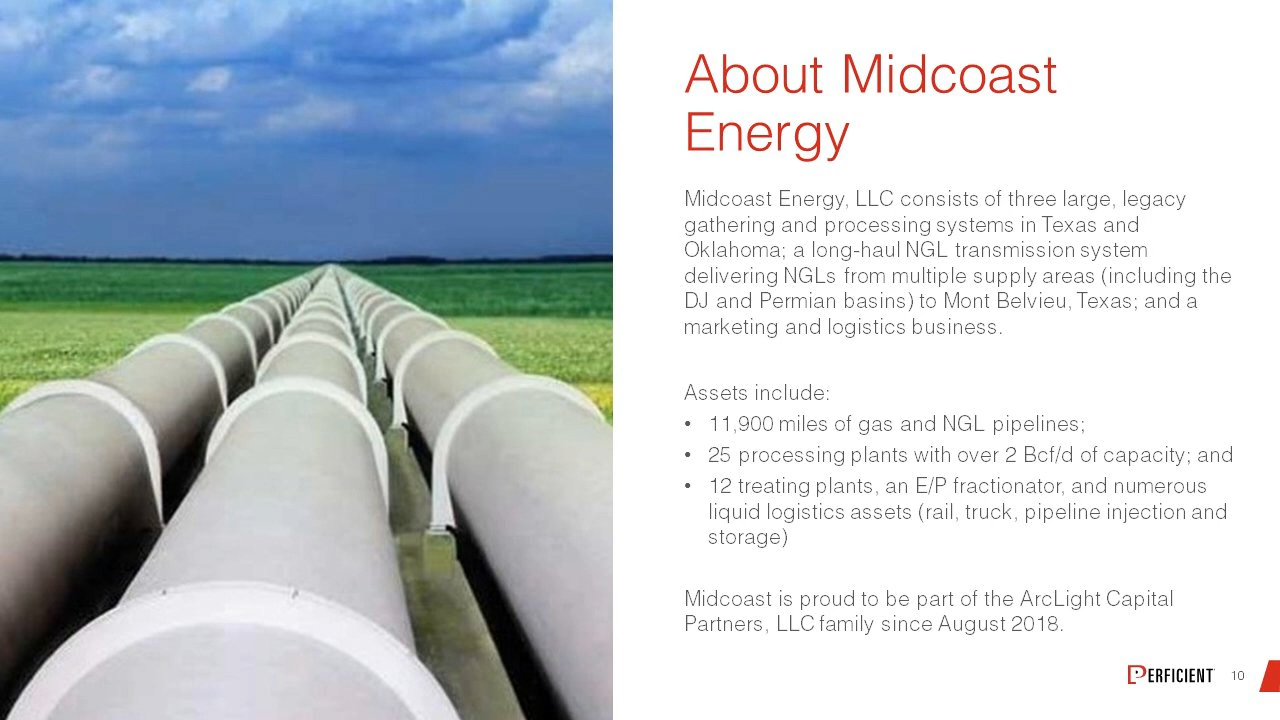 About Midcoast
Energy
Midcoast Energy, LLC consists of three large, legacy
gathering and processing systems in Texas and
Oklahoma; a long-haul NGL transmission system
delivering NGLs from multiple supply areas (including the
DJ and Permian basins) to Mont Belvieu, Texas; and a
marketing and logistics business.
Assets include:
• 11,900 miles of gas and NGL pipelines;
• 25 processing plants with over 2 Bcf/d of capacity; and
• 12 treating plants, an E/P fractionator, and numerous
liquid logistics assets (rail, truck, pipeline injection and
storage)
Midcoast is proud to be part of the ArcLight Capital
Partners, LLC family since August 2018.
PERFICIENT 10